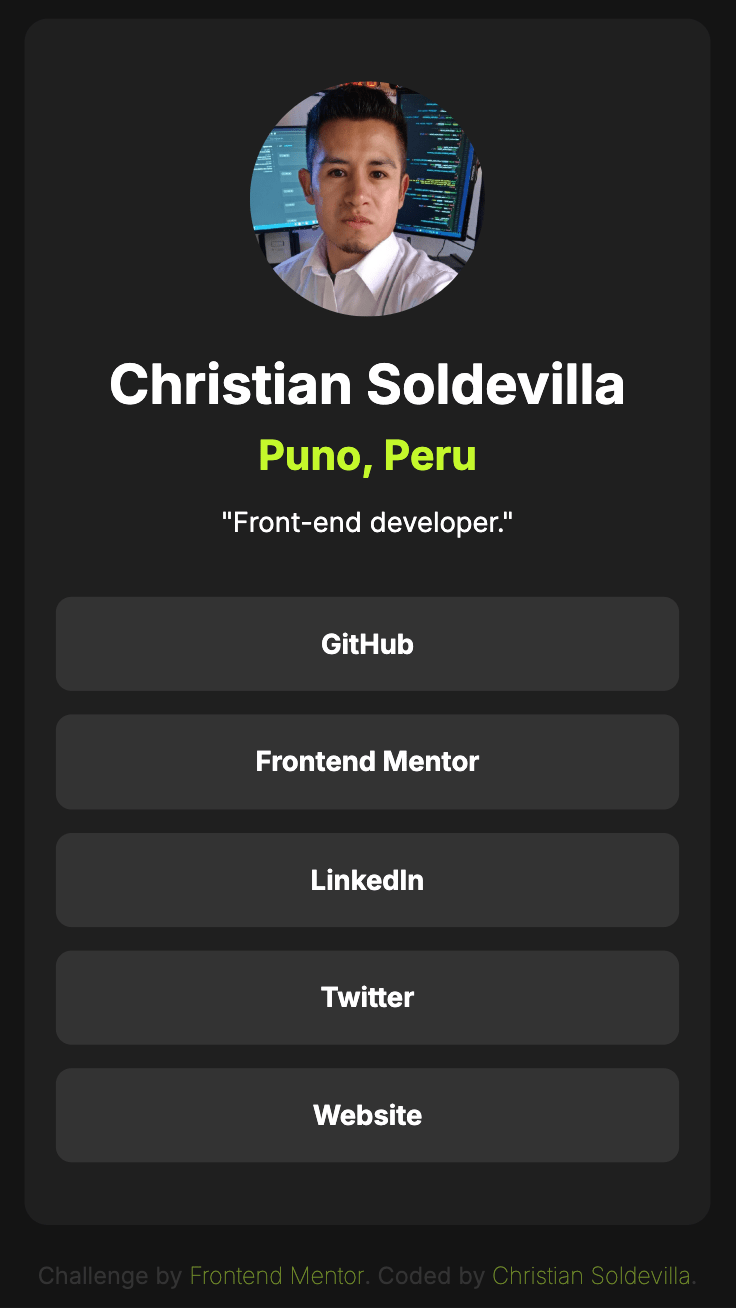 Christian Soldevilla
Puno, Peru
"Front-end developer."
GitHub
Frontend Mentor
LinkedIn
Twitter
Website
Challenge by Frontend Mentor. Coded by Christian Soldevilla.